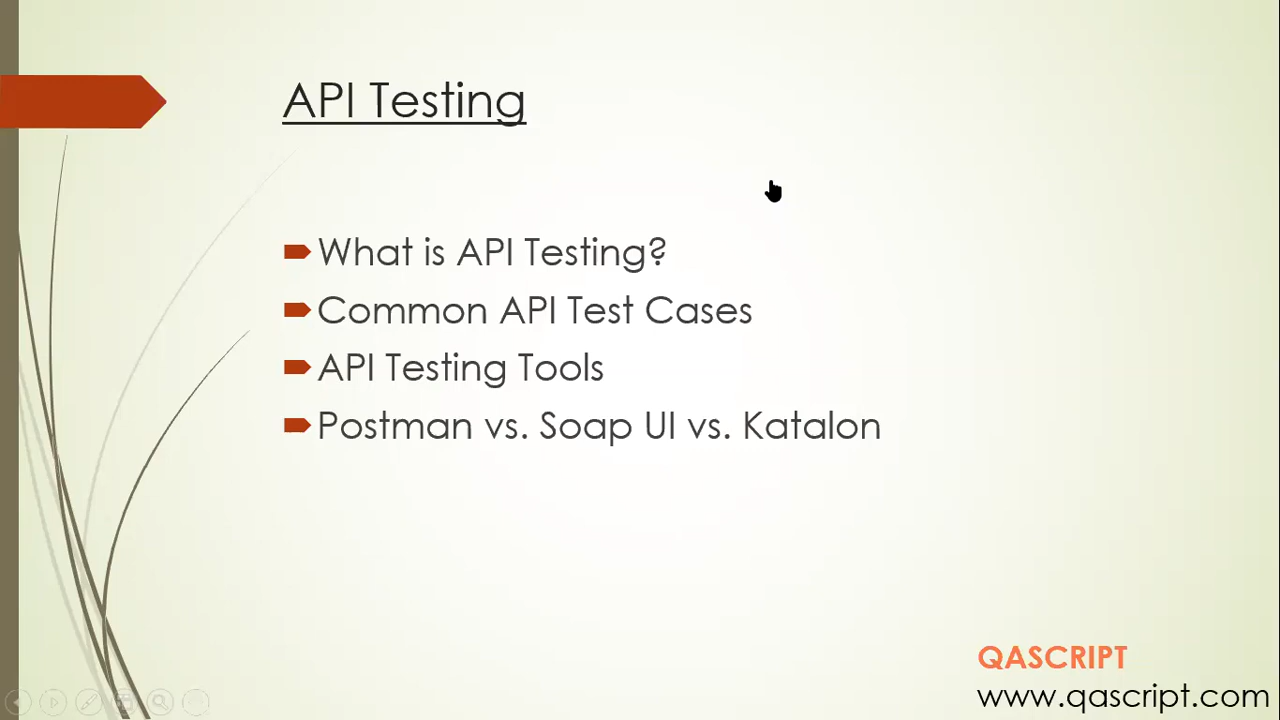 API Testing
What is API Testing?
Common API Test Cases
API Testing Tools
Postman vs. Soap UI vs. Katalon
QASCRIPT
www.qascript.com